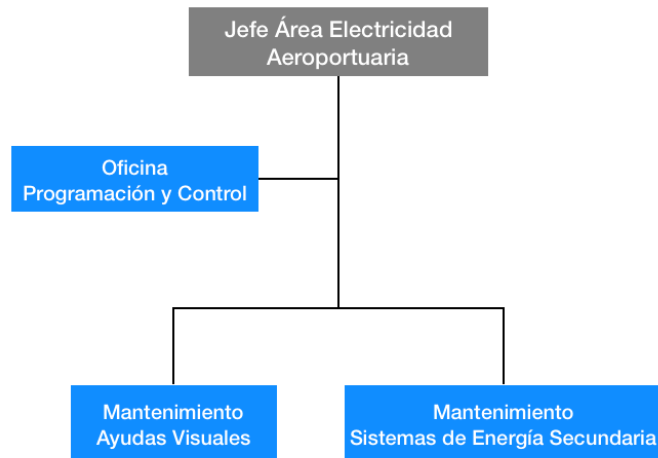 Jefe Área Electricidad
Aeroportuaria
Oficina
Programación y Control
Mantenimiento
Ayudas Visuales
Mantenimiento
Sistemas de Energía Secundaria